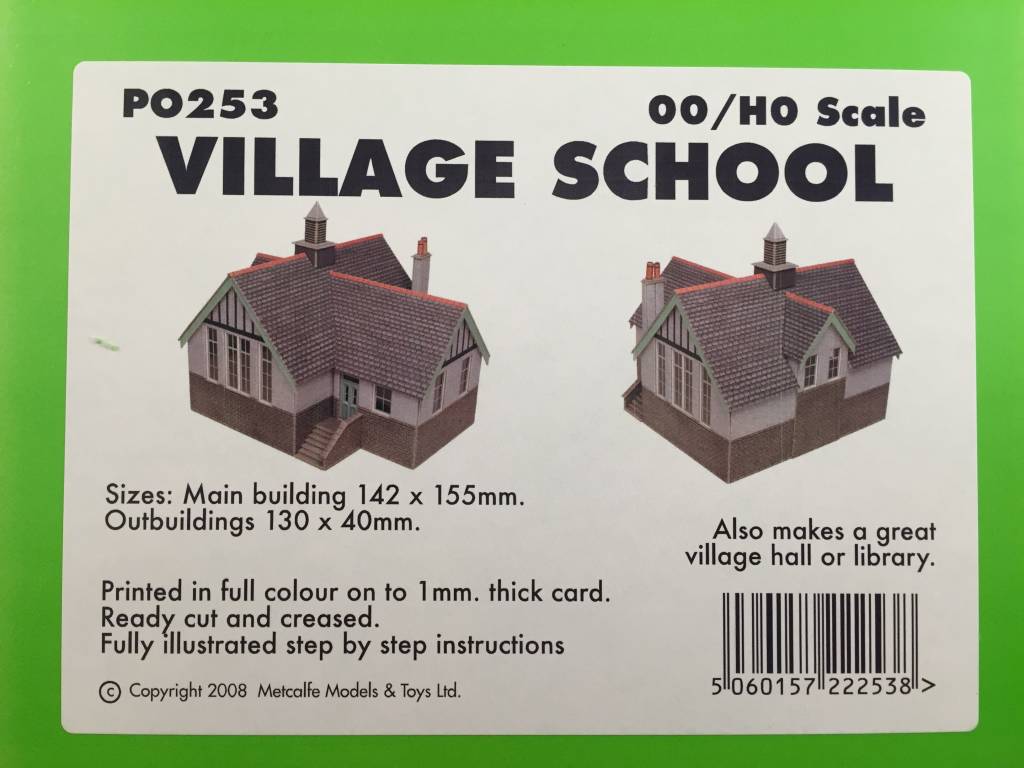 PO253
00/H0 Scale
VILLAGE SCHOOL
Sizes: Main building 142 x 155mm.
Outbuildings 130 x 40mm.
Also makes a great
village hall or library.
Printed in full colour on to 1mm. thick card.
Ready cut and creased.
Fully illustrated step by step instructions
© Copyright 2008 Metcalfe Models & Toys Ltd.
5 060157 222538 >